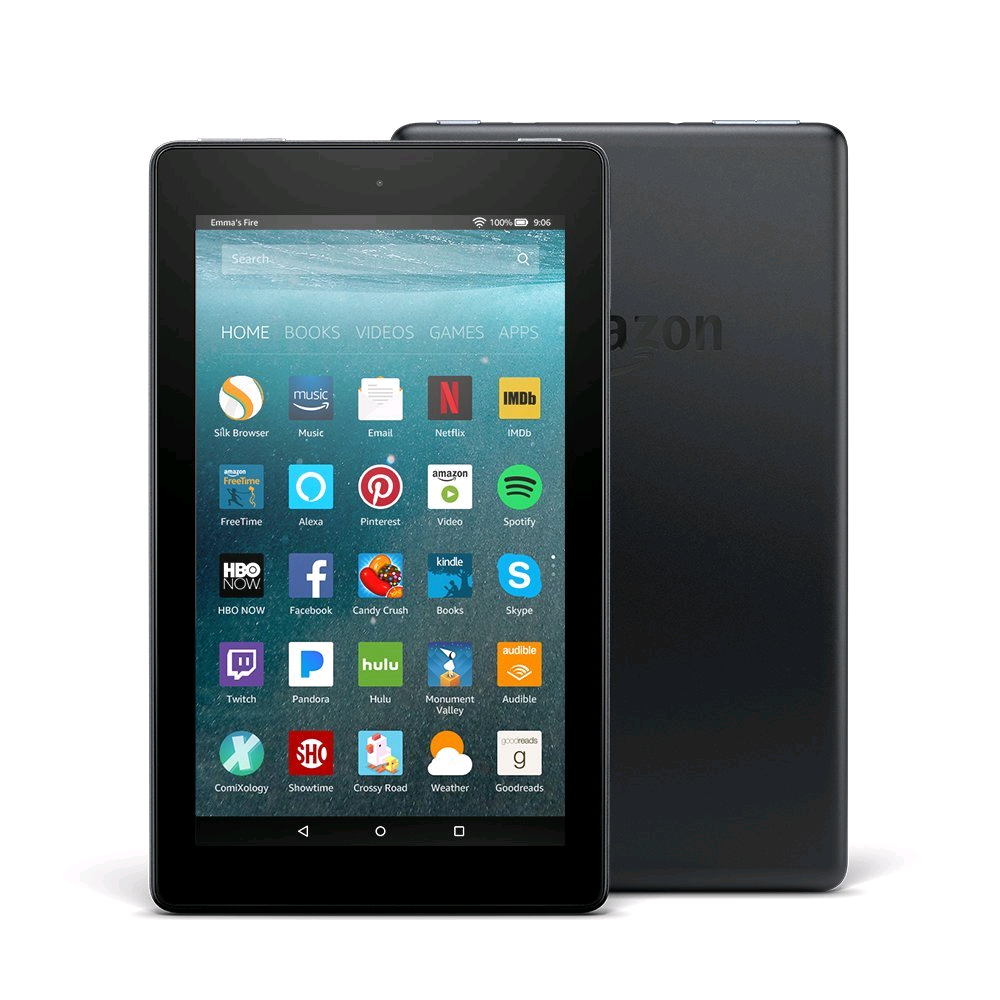 Emma's Fire 100% 9:06
Search
HOME BOOKS VIDEOS GAMES APPS
music
IMDb
Silk Browser Music Email Netflix IMDb
amazon
FreeTime
amazon
FreeTime Alexa Pinterest Video Spotify
HBO
NOW
kindle
HBO NOW Facebook Candy Crush Books Skype
hulu
audible
Twitch Pandora Hulu Monument
Valley Audible
SHO
goodreads
g
ComiXology Showtime Crossy Road Weather Goodreads
azon